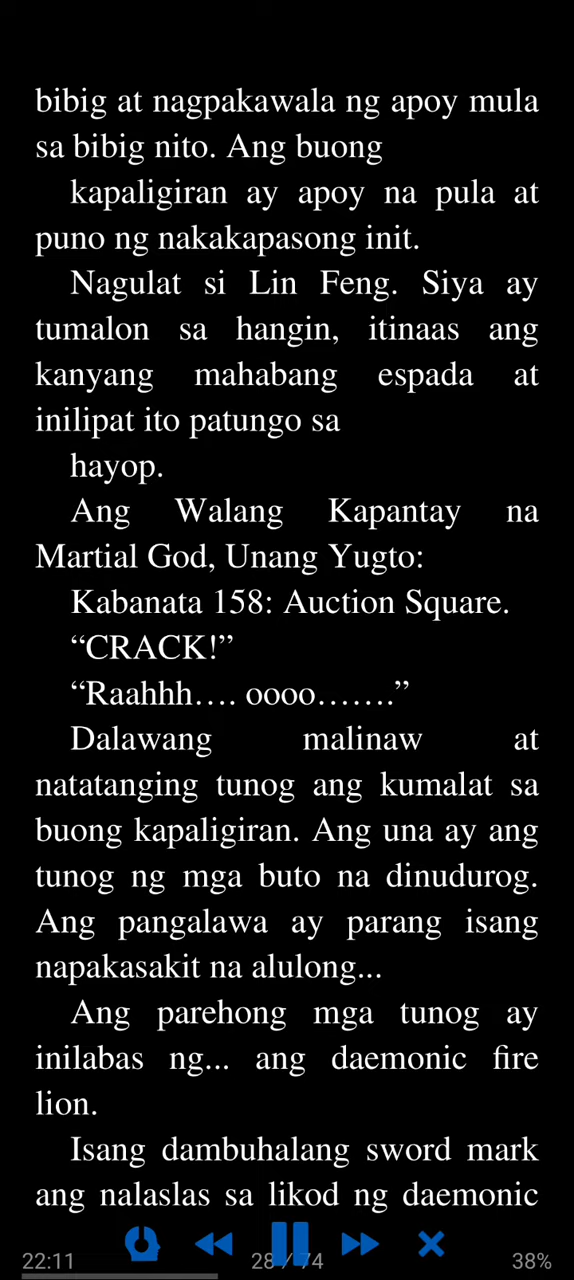 bibig at nagpakawala ng apoy mula
sa bibig nito. Ang buong
kapaligiran ay apoy na pula at
puno ng nakakapasong init.
Nagulat si Lin Feng. Siya ay
tumalon sa hangin, itinaas ang
kanyang mahabang espada at
inilipat ito patungo sa
hayop.
Ang Walang Kapantay na
Martial God, Unang Yugto:
Kabanata 158: Auction Square.
“CRACK!”
“Raahhh…. oooo…….”
Dalawang malinaw at
natatanging tunog ang kumalat sa
buong kapaligiran. Ang una ay ang
tunog ng mga buto na dinudurog.
Ang pangalawa ay parang isang
napakasakit na alulong...
Ang parehong mga tunog ay
inilabas ng... ang daemonic fire
lion.
Isang dambuhalang sword mark
ang nalaslas sa likod ng daemonic
22:11 28 / 74 38%